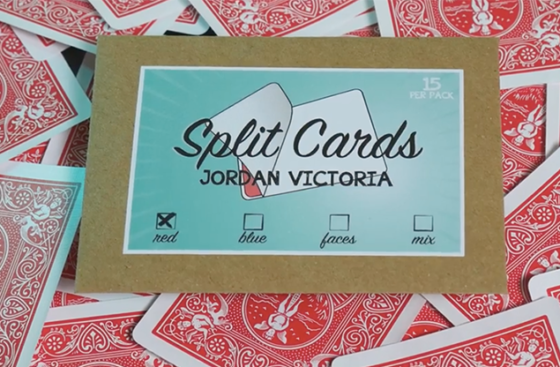 15
PER PACK
Split Cards
JORDAN VICTORIA
red blue faces mix